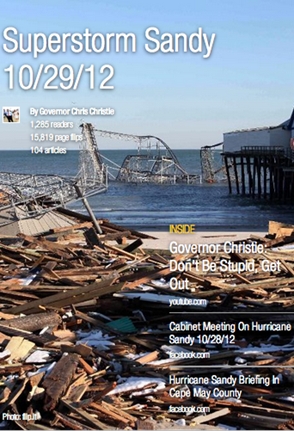 Superstorm Sandy
10/29/12
By Governor Chris Christie
1,285 readers
15,819 page flips
104 articles
INSIDE
Governor Christie:
Don't Be Stupid, Get
Out
youtube.com
Cabinet Meeting On Hurricane
Sandy 10/28/12
facebook.com
Hurricane Sandy Briefing In
Cape May County
facebook.com
Photo: flip.it